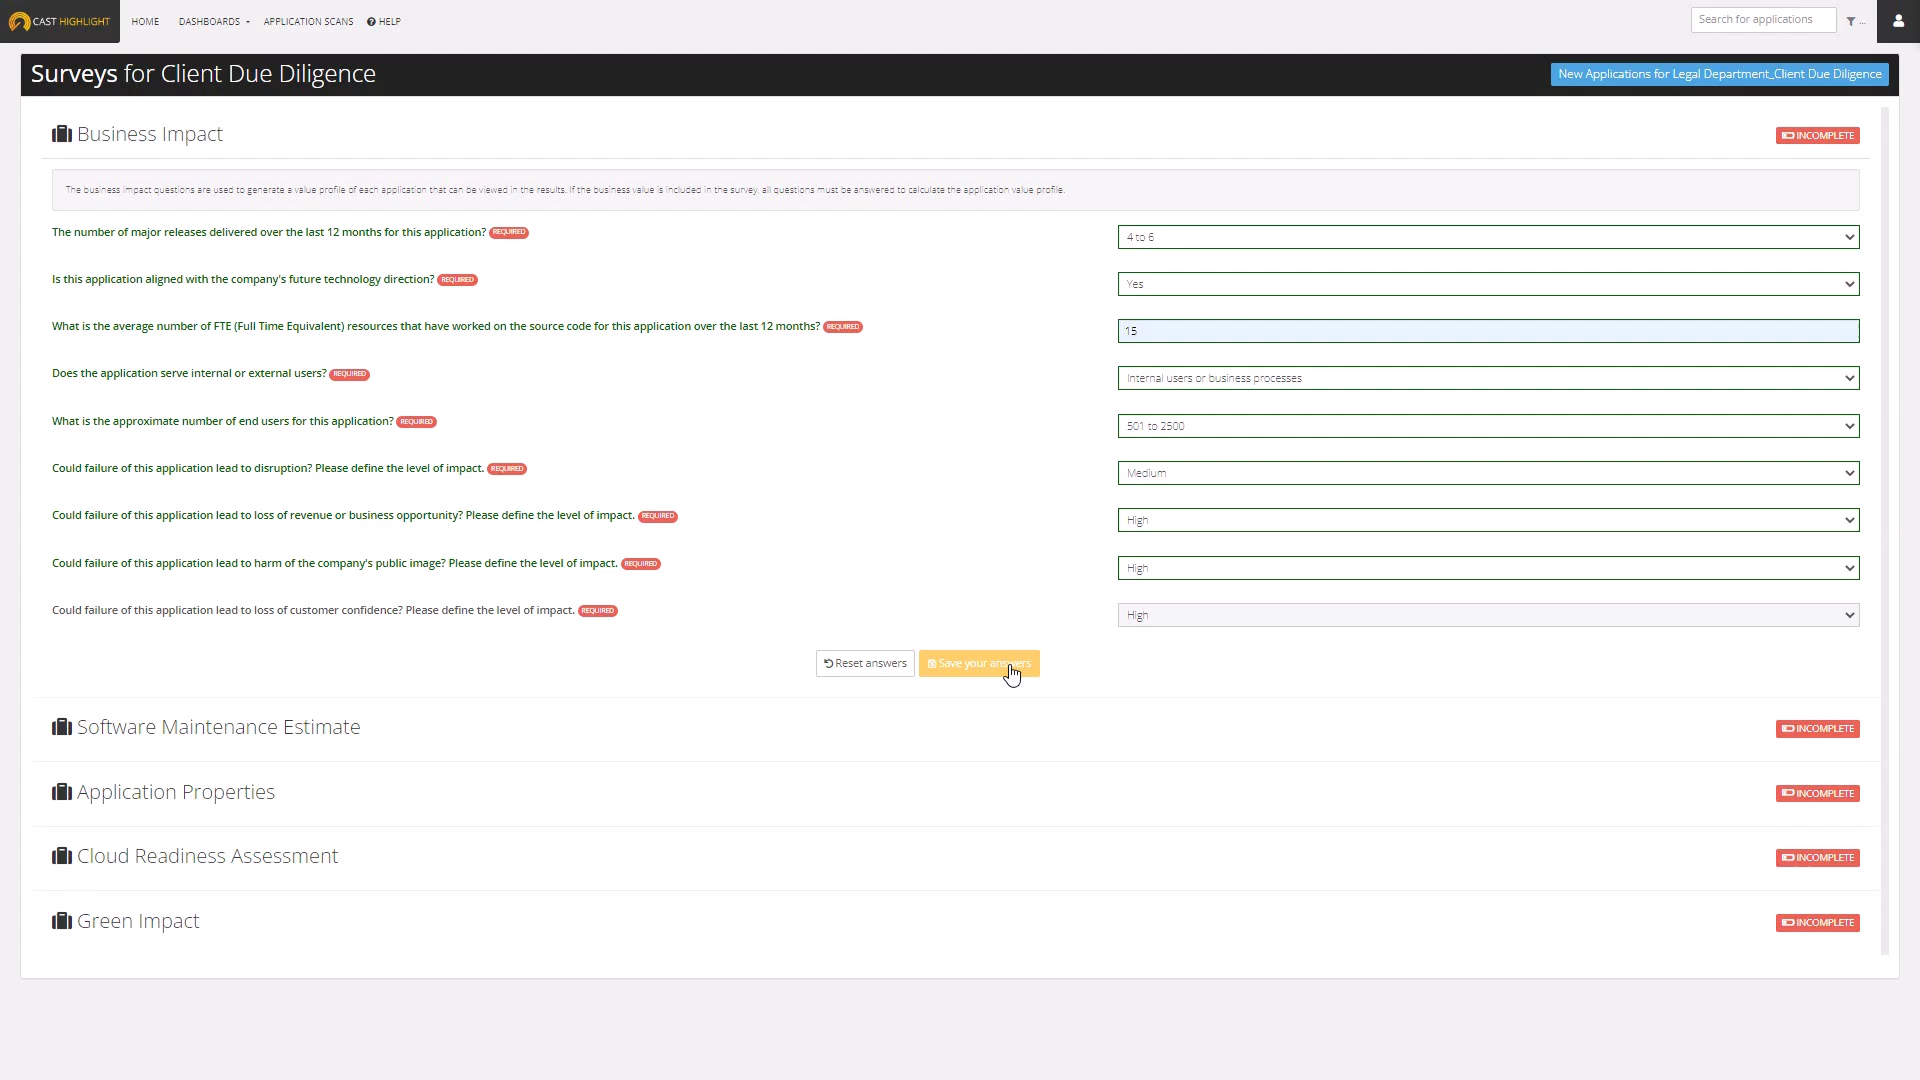 CAST HIGHLIGHT HOME DASHBOARDS APPLICATION SCANS HELP Search for applications ...
Surveys for Client Due Diligence New Applications for Legal Department_Client Due Diligence
Business Impact INCOMPLETE
The business impact questions are used to generate a value profile of each application that can be viewed in the results. If the business value is included in the survey, all questions must be answered to calculate the application value profile.
The number of major releases delivered over the last 12 months for this application? REQUIRED 4 to 6
Is this application aligned with the company's future technology direction? REQUIRED Yes
What is the average number of FTE (Full Time Equivalent) resources that have worked on the source code for this application over the last 12 months? REQUIRED 15
Does the application serve internal or external users? REQUIRED Internal users or business processes
What is the approximate number of end users for this application? REQUIRED 501 to 2500
Could failure of this application lead to disruption? Please define the level of impact. REQUIRED Medium
Could failure of this application lead to loss of revenue or business opportunity? Please define the level of impact. REQUIRED High
Could failure of this application lead to harm of the company's public image? Please define the level of impact. REQUIRED High
Could failure of this application lead to loss of customer confidence? Please define the level of impact. REQUIRED High
Reset answers Save your answers
Software Maintenance Estimate INCOMPLETE
Application Properties INCOMPLETE
Cloud Readiness Assessment INCOMPLETE
Green Impact INCOMPLETE